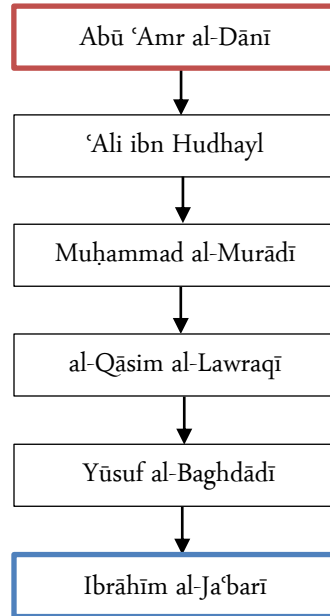 Abū ʿAmr al-Dānī
ʿAli ibn Hudhayl
Muḥammad al-Murādī
al-Qāsim al-Lawraqī
Yūsuf al-Baghdādī
Ibrāhīm al-Jaʿbarī